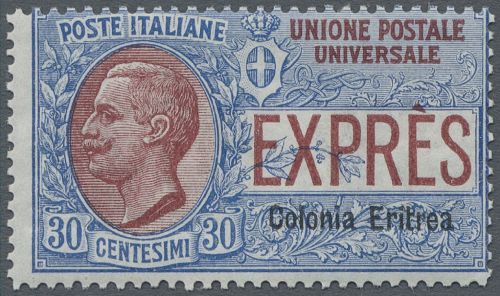 POSTE ITALIANE
UNIONE POSTALE
UNIVERSALE
EXPRÈS
Colonia Eritrea
30 CENTESIMI 30